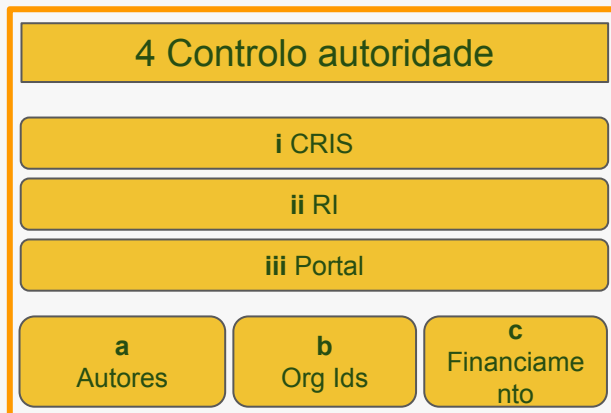 4 Controlo autoridade
i CRIS
ii RI
iii Portal
a
Autores
b
Org Ids
c
Financiame
nto